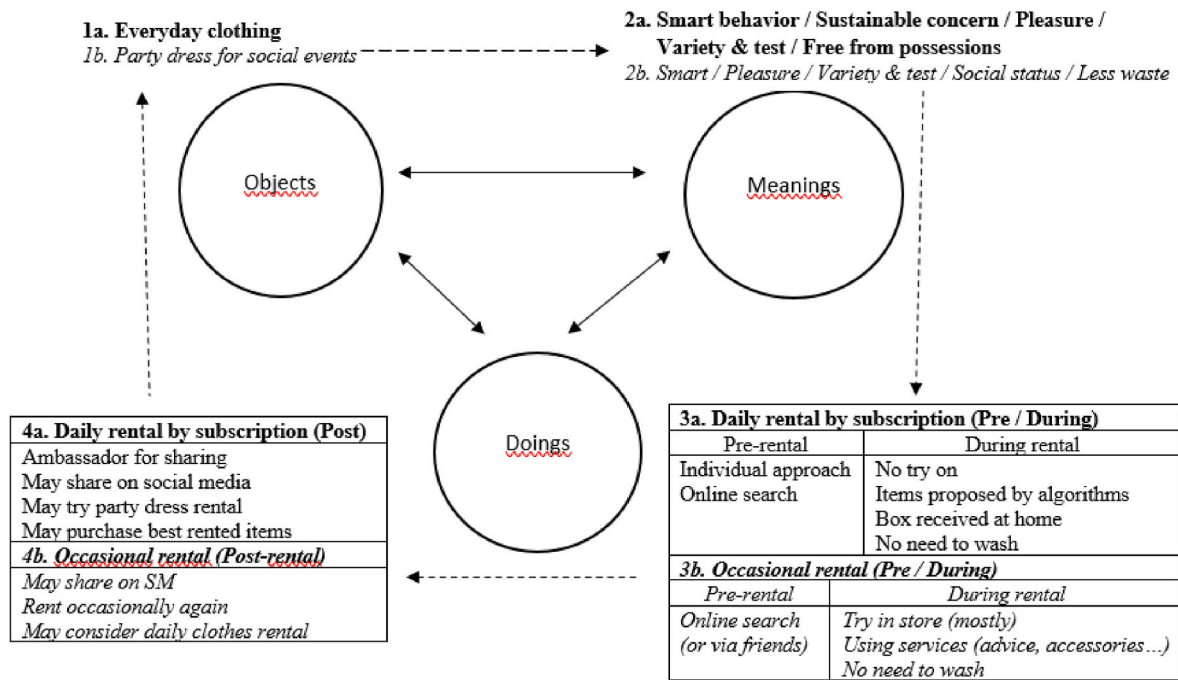 1a. Everyday clothing
1b. Party dress for social events
2a. Smart behavior / Sustainable concern / Pleasure /
Variety & test / Free from possessions
2b. Smart / Pleasure / Variety & test / Social status / Less waste
Objects
Meanings
Doings
4a. Daily rental by subscription (Post)
Ambassador for sharing
May share on social media
May try party dress rental
May purchase best rented items
4b. Occasional rental (Post-rental)
May share on SM
Rent occasionally again
May consider daily clothes rental
3a. Daily rental by subscription (Pre / During)
Pre-rental
Individual approach
Online search
During rental
No try on
Items proposed by algorithms
Box received at home
No need to wash
3b. Occasional rental (Pre / During)
Pre-rental
Online search
(or via friends)
During rental
Try in store (mostly)
Using services (advice, accessories…)
No need to wash